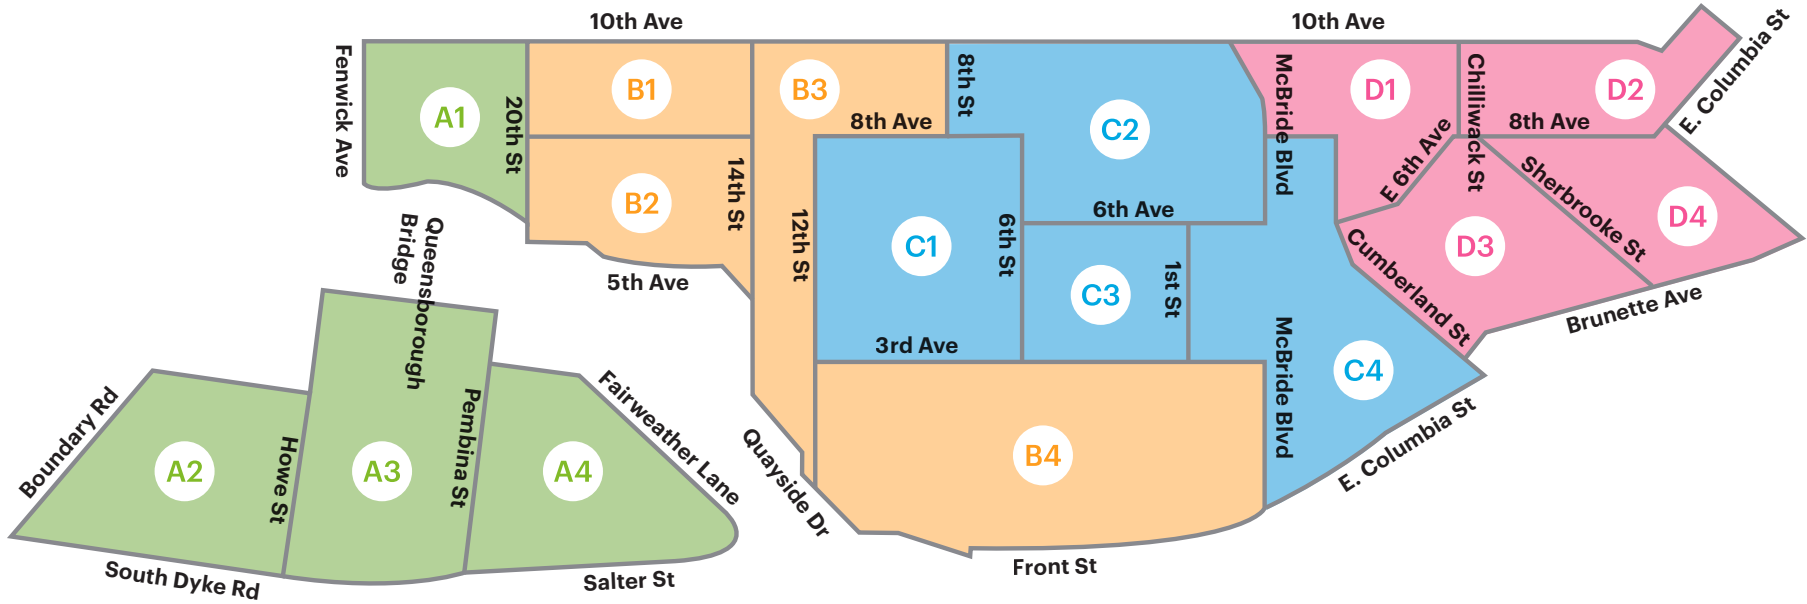 10th Ave
10th Ave
Fenwick Ave
A1
20th St
B1
B3
8th Ave
8th St
C2
McBride Blvd
D1
Chilliwack St
D2
8th Ave
E. Columbia St
E 6th Ave
B2
14th St
12th St
5th Ave
C1
6th St
6th Ave
C3
1st St
3rd Ave
Cumberland St
D3
Sherbrooke St
D4
Brunette Ave
McBride Blvd
C4
E. Columbia St
Queensborough
Bridge
Boundary Rd
A2
Howe St
A3
Pembina St
A4
Fairweather Lane
Quayside Dr
B4
Front St
South Dyke Rd
Salter St